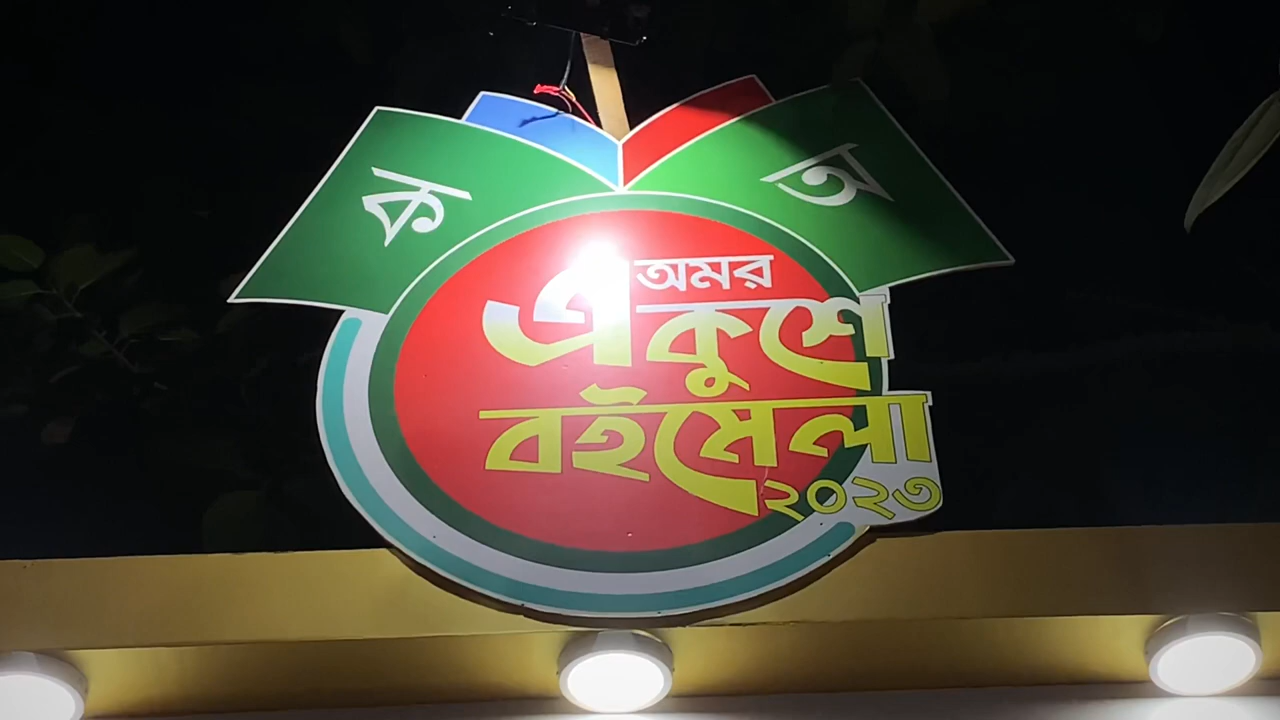 ক
অ
অমর
একুশে
বইমেলা
২০২৩